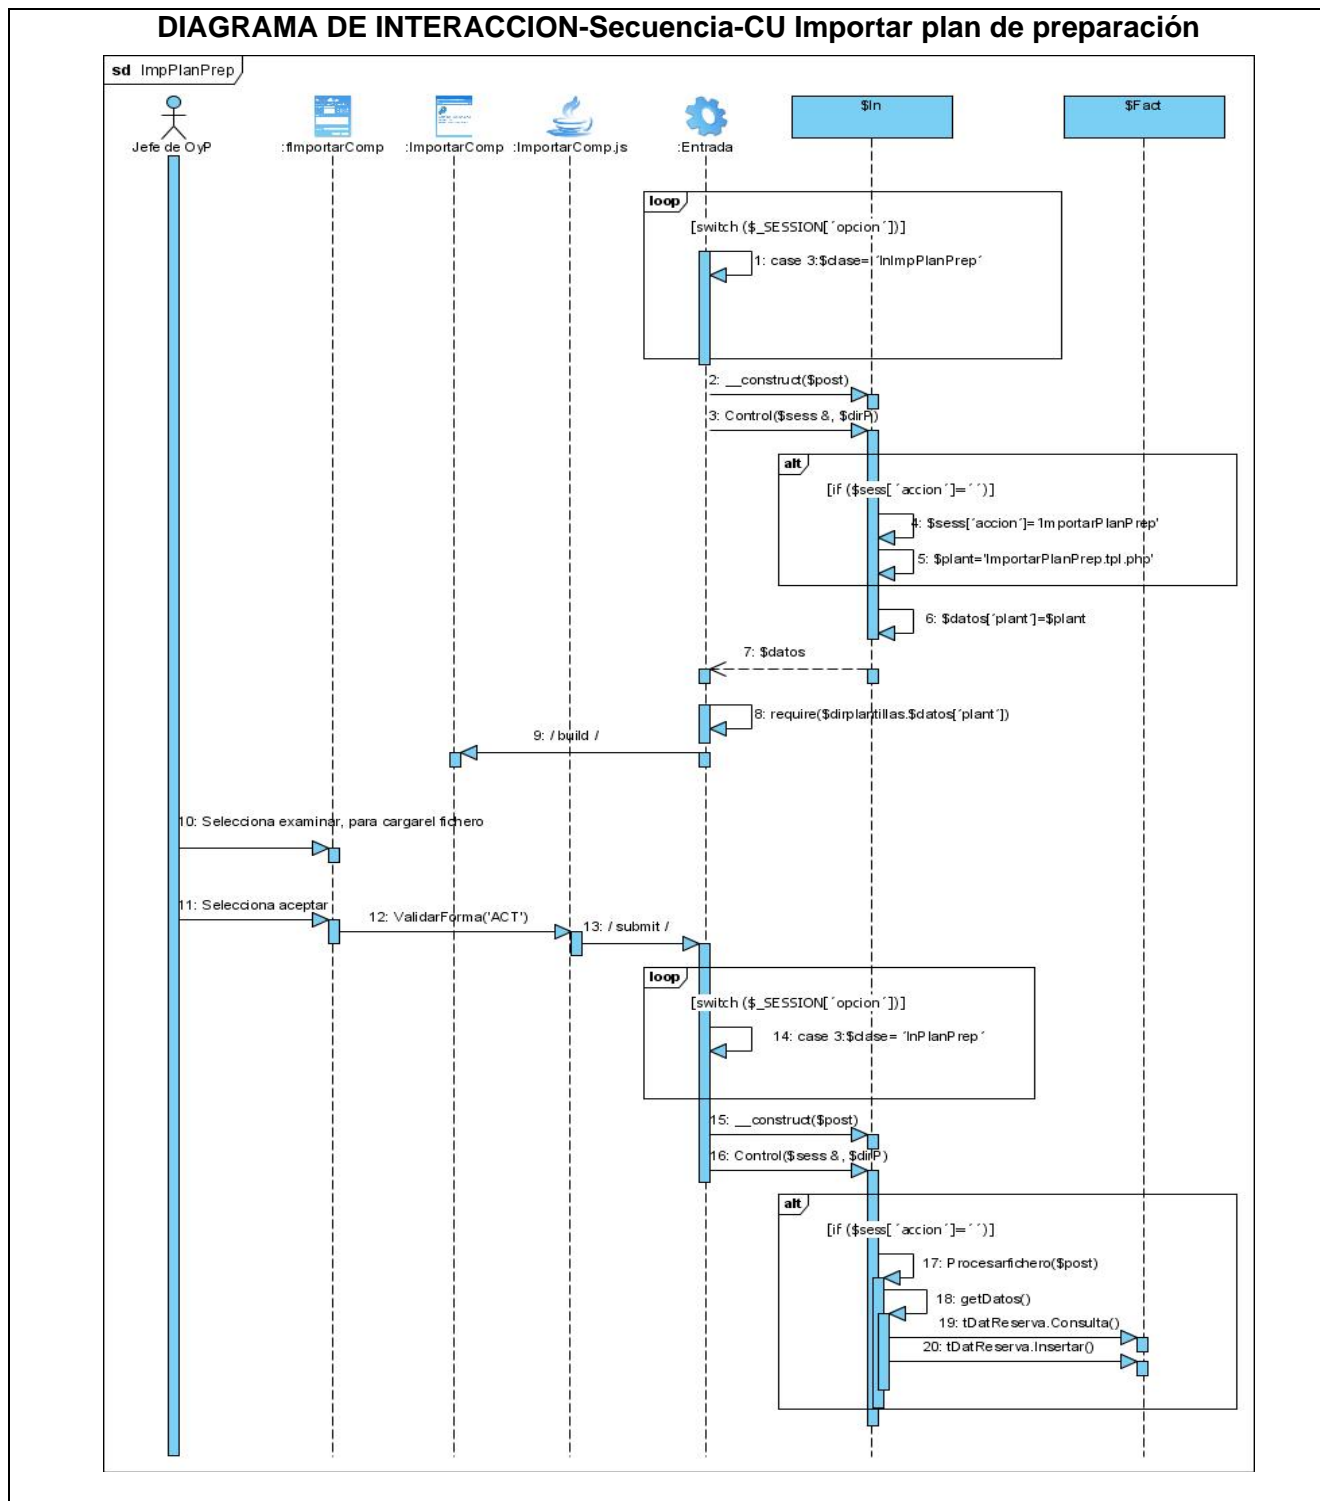 DIAGRAMA DE INTERACCION-Secuencia-CU Importar plan de preparación
sd ImpPlanPrep
Jefe de OyP
:fImportarComp
:ImportarComp
:ImportarComp.js
:Entrada
$In
$Fact
loop
[switch ($_SESSION[´opcion´])]
1: case 3:$clase=´InImpPlanPrep´
2: __construct($post)
3: Control($sess &, $dirP)
alt
[if ($sess[´accion´]=´´)]
4: $sess[´accion´]='ImportarPlanPrep'
5: $plant='ImportarPlanPrep.tpl.php'
6: $datos[´plant´]=$plant
7: $datos
8: require($dirplantillas.$datos[´plant´])
9: / build /
10: Selecciona examinar, para cargarel fichero
11: Selecciona aceptar
12: ValidarForma('ACT')
13: / submit /
loop
[switch ($_SESSION[´opcion´])]
14: case 3:$clase= ´InPlanPrep´
15: __construct($post)
16: Control($sess &, $dirP)
alt
[if ($sess[´accion´]=´´)]
17: Procesarfichero($post)
18: getDatos()
19: tDatReserva.Consulta()
20: tDatReserva.Insertar()